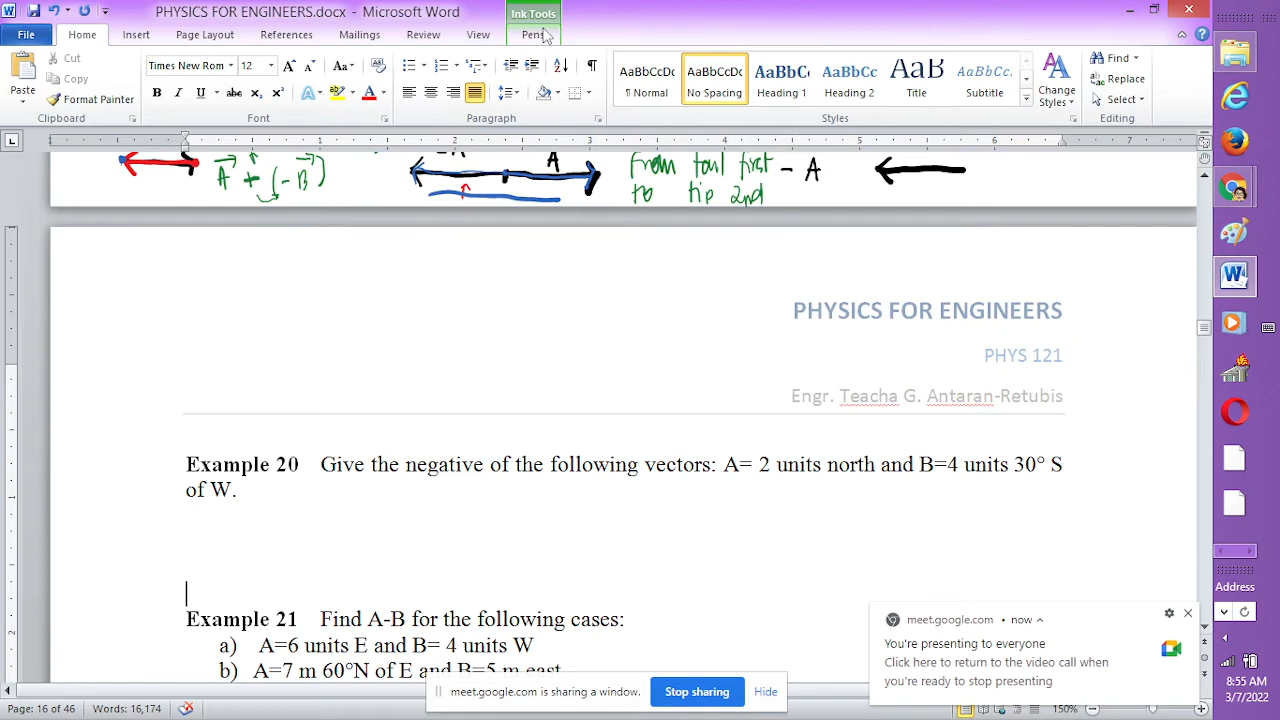 PHYSICS FOR ENGINEERS.docx - Microsoft Word
Ink Tools
File Home Insert Page Layout References Mailings Review View Pens
Paste
Cut
Copy
Format Painter
Clipboard
Times New Rom 12
Font
Paragraph
AaBbCcDc
¶ Normal
AaBbCcDc
¶ No Spacing
AaBbC
Heading 1
AaBbCc
Heading 2
AaB
Title
AaBbCcDc
Subtitle
Styles
Change Styles
Find
Replace
Select
Editing
A + (-B)
A
from tail first
to tip 2nd
- A
PHYSICS FOR ENGINEERS
PHYS 121
Engr. Teacha G. Antaran-Retubis
Example 20 Give the negative of the following vectors: A= 2 units north and B=4 units 30° S
of W.
Example 21 Find A-B for the following cases:
a) A=6 units E and B= 4 units W
b) A=7 m 60°N of E and B=5 m east
meet.google.com • now
You're presenting to everyone
Click here to return to the video call when
you're ready to stop presenting
meet.google.com is sharing a window.
Stop sharing
Hide
Page: 16 of 46 Words: 16,174
150%
Address
8:55 AM
3/7/2022